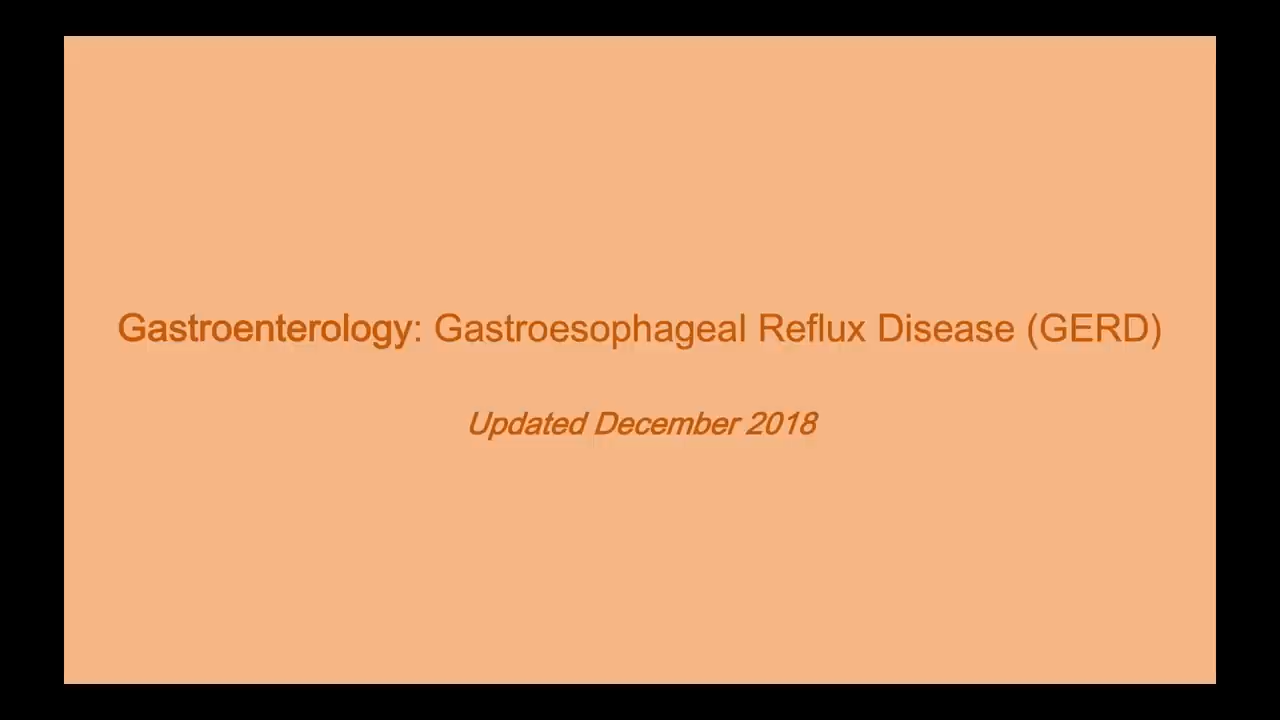 Gastroenterology: Gastroesophageal Reflux Disease (GERD)
Updated December 2018